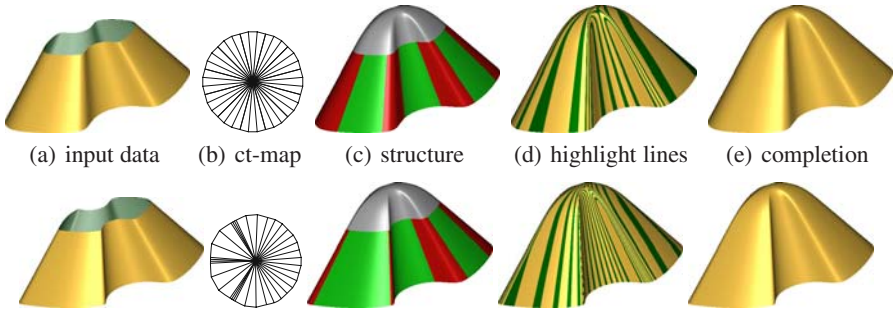 (a) input data (b) ct-map (c) structure (d) highlight lines (e) completion